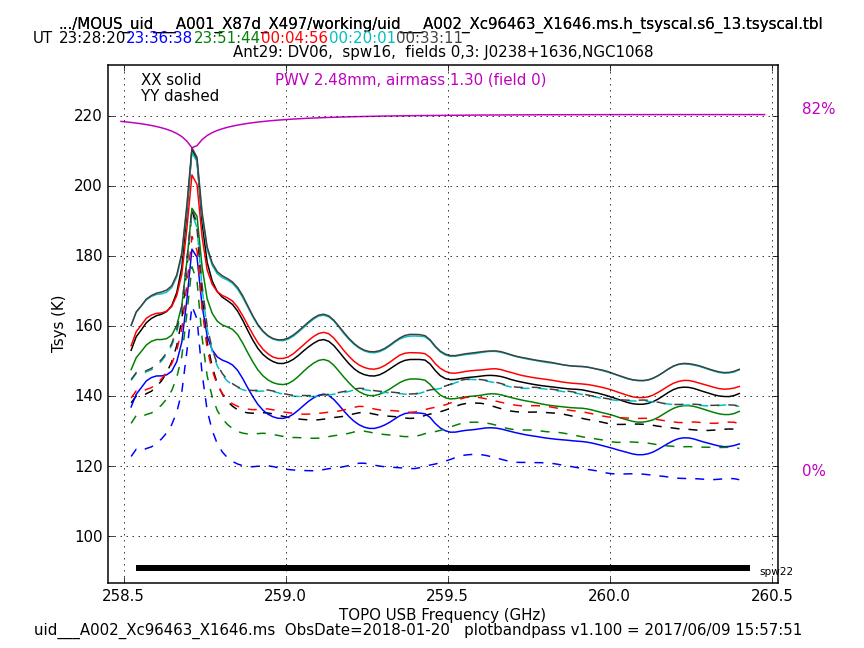 .../MOUS_uid___A001_X87d_X497/working/uid___A002_Xc96463_X1646.ms.h_tsyscal.s6_13.tsyscal.tbl
UT 23:28:20 23:36:38 23:51:44 00:04:56 00:20:01 00:33:11
Ant29: DV06, spw16, fields 0,3: J0238+1636,NGC1068
XX solid PWV 2.48mm, airmass 1.30 (field 0)
YY dashed
82%
220
200
180
160
140
120
100
0%
Tsys (K)
spw22
258.5 259.0 259.5 260.0 260.5
TOPO USB Frequency (GHz)
uid___A002_Xc96463_X1646.ms ObsDate=2018-01-20 plotbandpass v1.100 = 2017/06/09 15:57:51